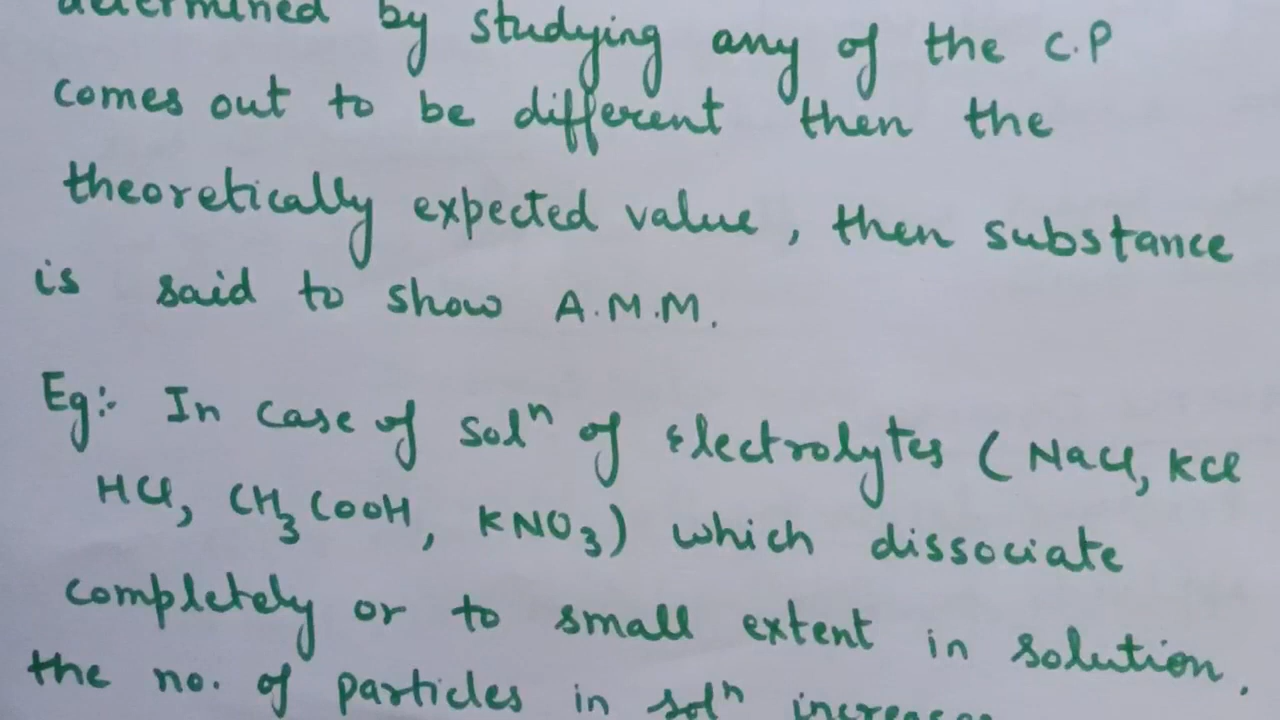 determined by studying any of the C.P
comes out to be different then the
theoretically expected value, then substance
is said to show A.M.M.
Eg:- In case of solⁿ of Electrolytes (NaCl, KCl
HCl, CH₃COOH, KNO₃) which dissociate
completely or to small extent in solution.
the no. of particles in solⁿ increases